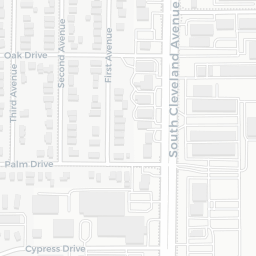 Oak Drive
Third Avenue
Second Avenue
First Avenue
South Cleveland Avenue
Palm Drive
Cypress Drive